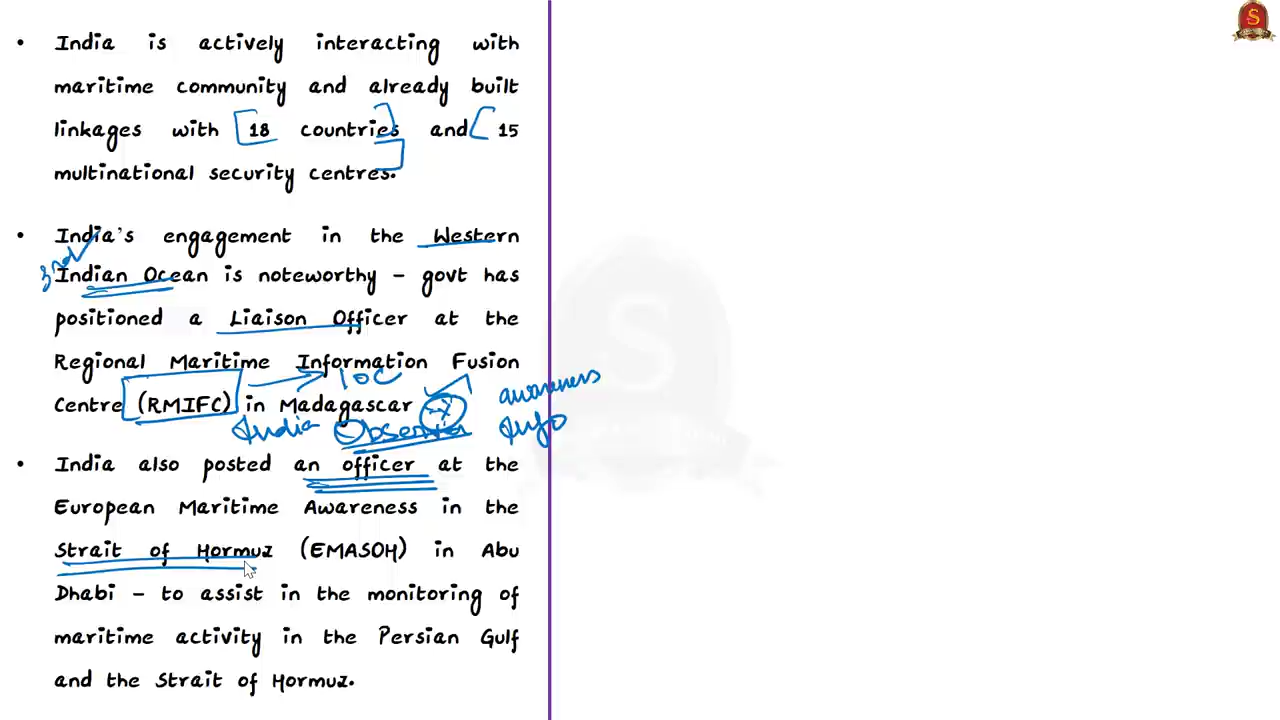 • India is actively interacting with
maritime community and already built
linkages with [18 countries] and [15
multinational security centres.]
• India's engagement in the Western
3rd
Indian Ocean is noteworthy – govt has
positioned a Liaison Officer at the
Regional Maritime Information Fusion
IOC
awareness
Centre (RMIFC) in Madagascar
India Observer Info
• India also posted an officer at the
European Maritime Awareness in the
Strait of Hormuz (EMASOH) in Abu
Dhabi – to assist in the monitoring of
maritime activity in the Persian Gulf
and the Strait of Hormuz.